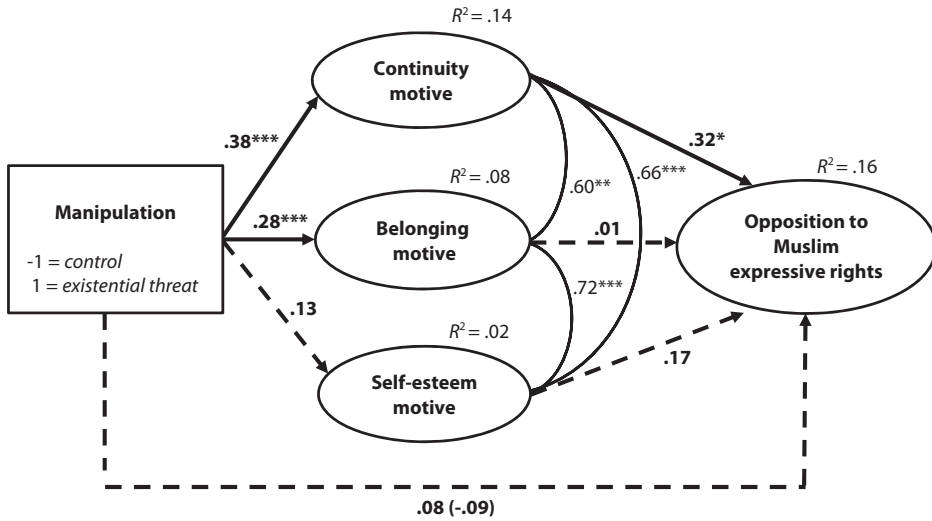 R² = .14
Continuity
motive
.38***
.32*
R² = .08
.60**
.66***
R² = .16
Manipulation
-1 = control
1 = existential threat
.28***
Belonging
motive
.01
Opposition to
Muslim
expressive rights
.72***
.13
R² = .02
Self-esteem
motive
.17
.08 (-.09)